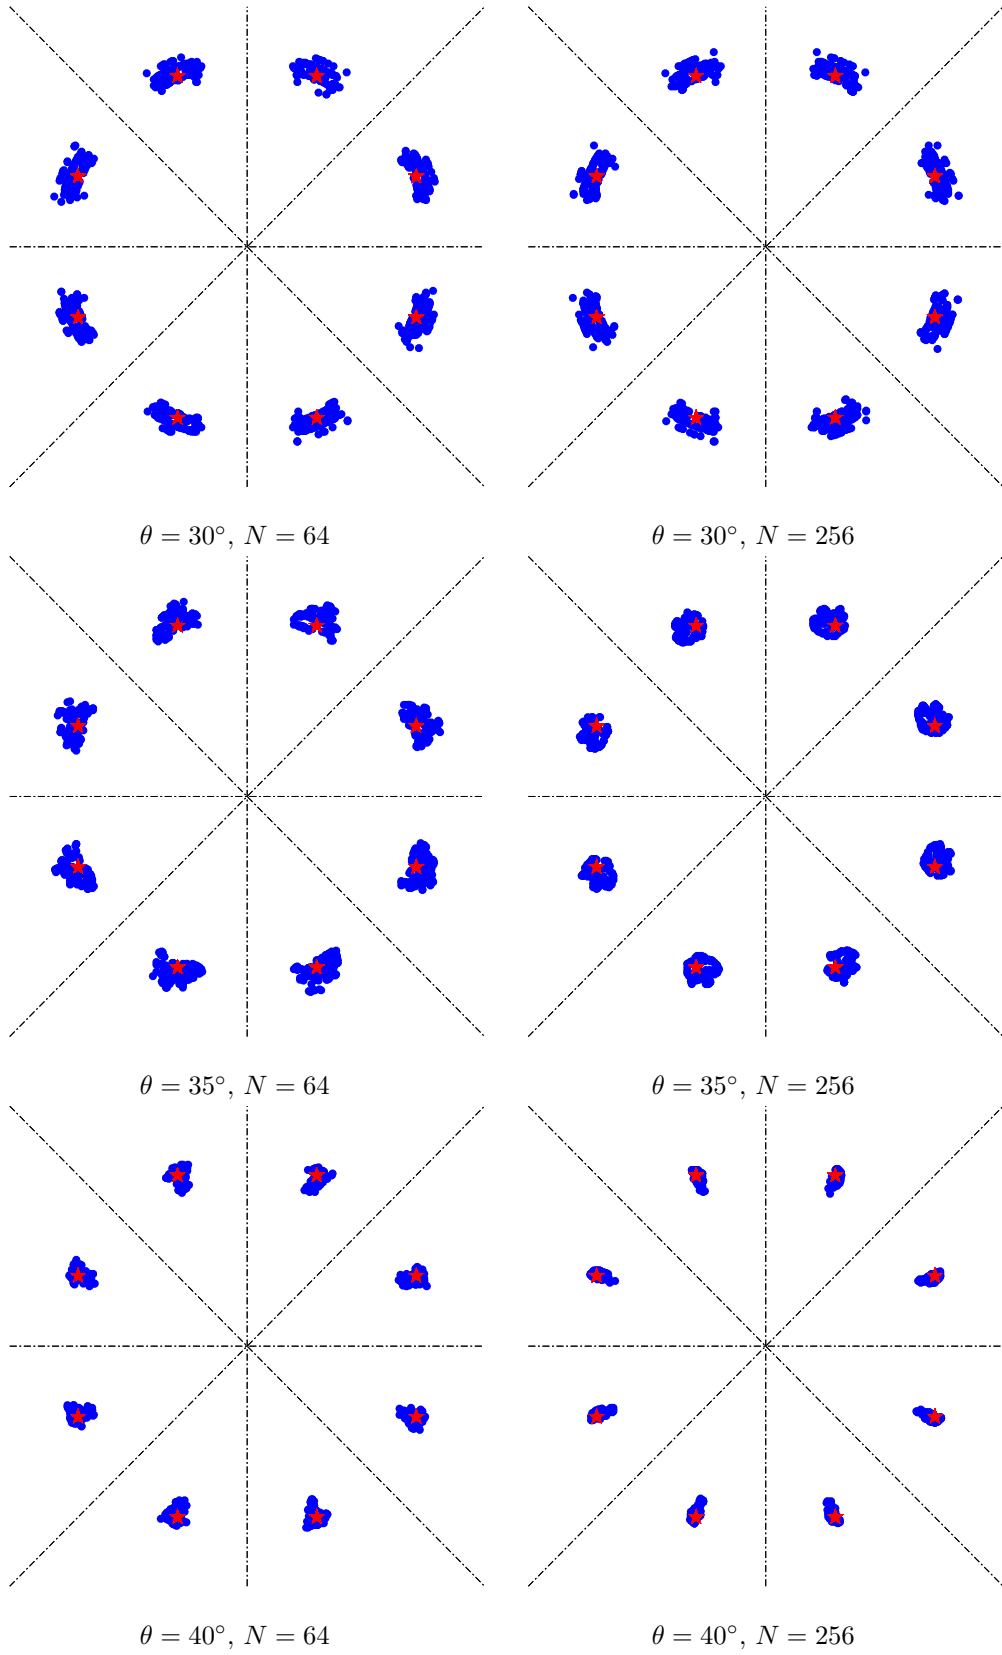 θ = 30°, N = 64
θ = 30°, N = 256
θ = 35°, N = 64
θ = 35°, N = 256
θ = 40°, N = 64
θ = 40°, N = 256